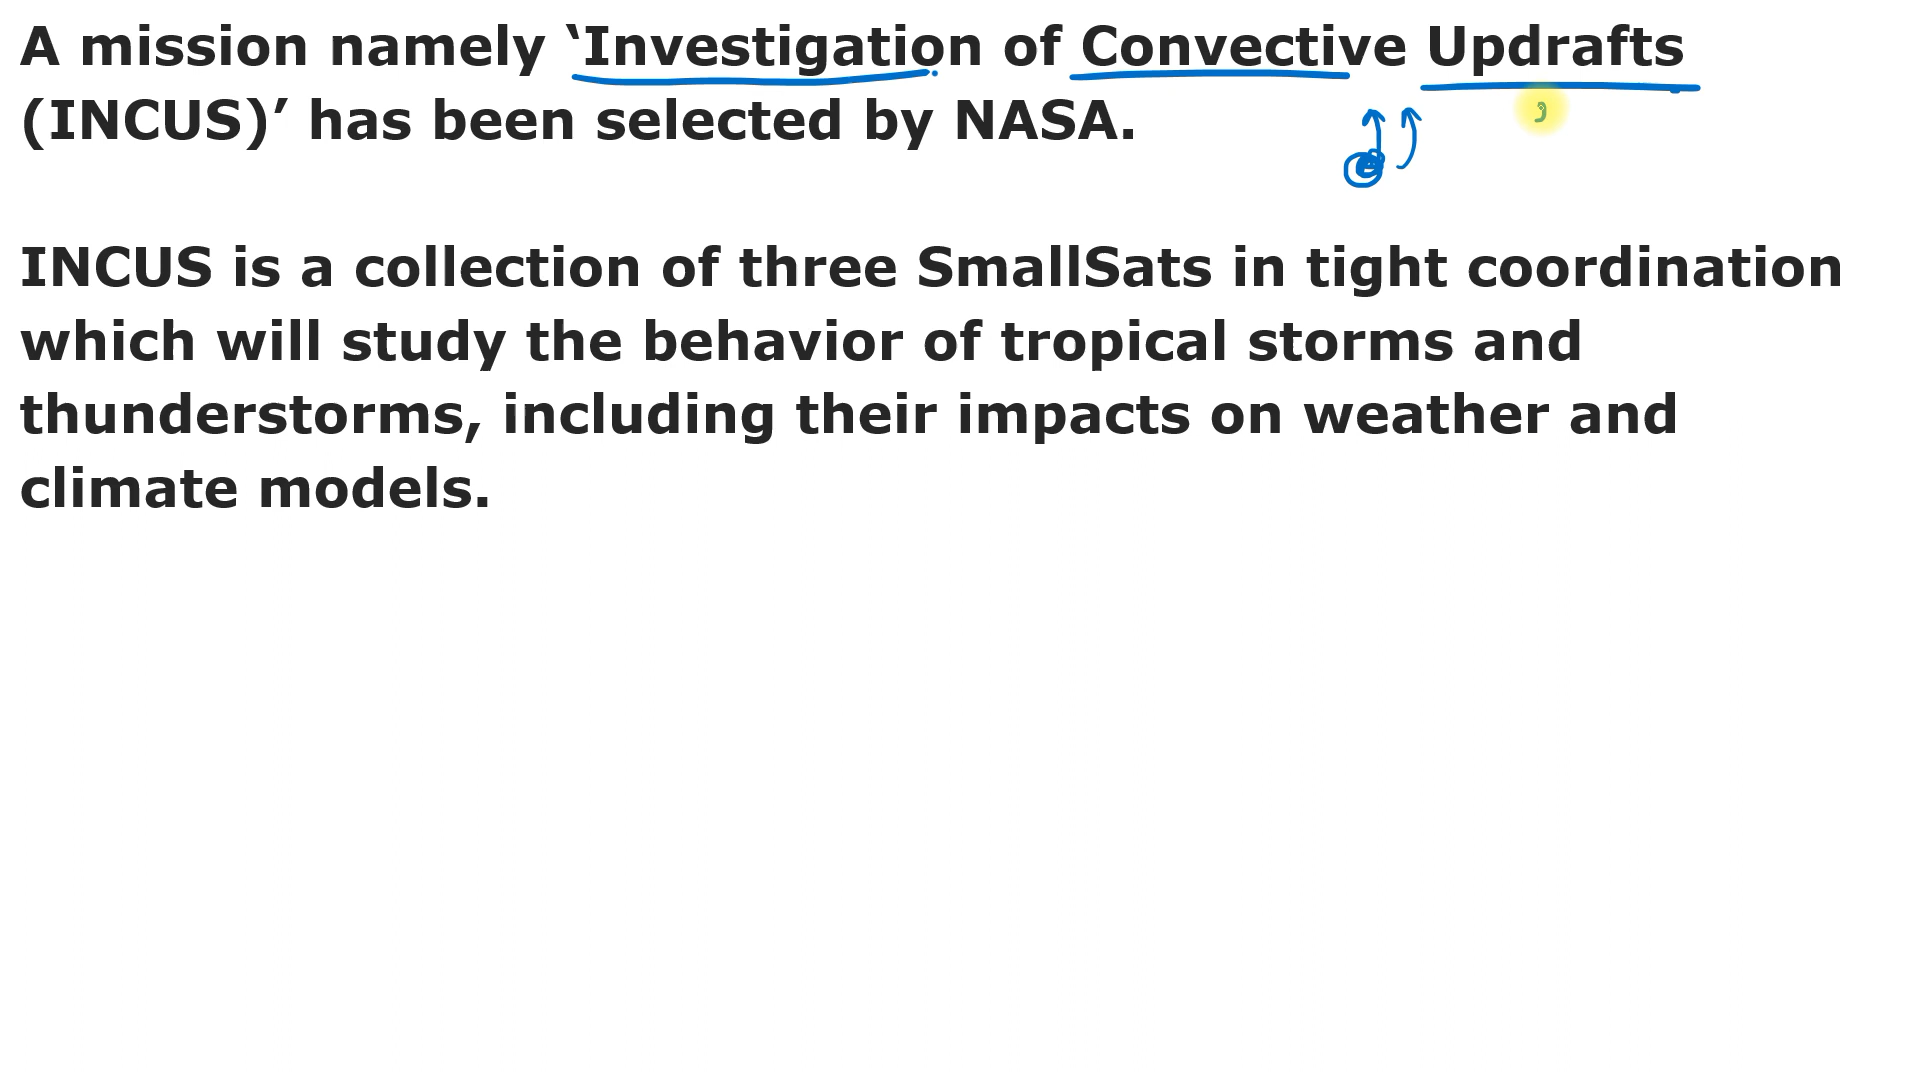 A mission namely ‘Investigation of Convective Updrafts
(INCUS)’ has been selected by NASA.
INCUS is a collection of three SmallSats in tight coordination
which will study the behavior of tropical storms and
thunderstorms, including their impacts on weather and
climate models.